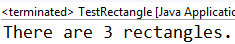 <terminated> TestRectangle [Java Applicatio
There are 3 rectangles.